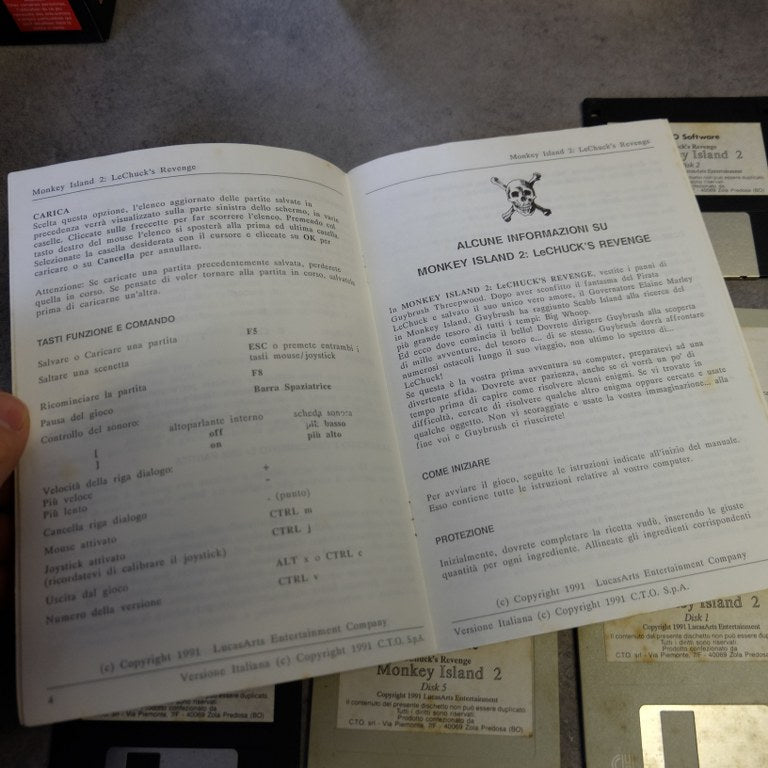 Monkey Island 2: LeChuck's Revenge
CARICA
Scelta questa opzione, l'elenco aggiornato delle partite salvate in
precedenza verrà visualizzato sulla parte sinistra dello schermo, in varie
caselle. Cliccate sulle freccette per far scorrere l'elenco. Premendo col
tasto destro del mouse l'elenco si sposterà alla prima ed ultima casella.
Selezionate la casella desiderata con il cursore e cliccate su OK per
caricare o su Cancella per annullare.
Attenzione: Se caricate una partita precedentemente salvata, perderete
quella in corso. Se pensate di voler tornare alla partita in corso, salvatela
prima di caricarne un'altra.
TASTI FUNZIONE E COMANDO
Salvare o Caricare una partita F5
Saltare una scenetta ESC o premete entrambi i
tasti mouse/joystick
Ricominciare la partita F8
Pausa del gioco Barra Spaziatrice
Controllo del sonoro: altoparlante interno scheda sonora
[ off più basso
] on più alto
Velocità della riga dialogo:
Più veloce +
Più lento -
Cancella riga dialogo . (punto)
Mouse attivato CTRL m
Joystick attivato CTRL j
(ricordatevi di calibrare il joystick)
Uscita dal gioco ALT x o CTRL c
Numero della versione CTRL v
(c) Copyright 1991 LucasArts Entertainment Company
Versione Italiana (c) Copyright 1991 C.T.O. S.p.A.
4
Monkey Island 2: LeChuck's Revenge
ALCUNE INFORMAZIONI SU
MONKEY ISLAND 2: LeCHUCK'S REVENGE
In MONKEY ISLAND 2: LeCHUCK'S REVENGE, vestite i panni di
Guybrush Threepwood. Dopo aver sconfitto il fantasma del Pirata
LeChuck e salvato il suo unico vero amore, il Governatore Elaine Marley
in Monkey Island, Guybrush ha raggiunto Scabb Island alla ricerca del
più grande tesoro di tutti i tempi: Big Whoop.
Ed ecco dove comincia il bello! Dovrete dirigere Guybrush alla scoperta
di mille avventure, del tesoro e... di se stesso. Guybrush dovrà affrontare
numerosi ostacoli lungo il suo viaggio, non ultimo lo spettro di...
LeChuck!
Se questa è la vostra prima avventura su computer, preparatevi ad una
divertente sfida. Dovrete aver pazienza, anche se ci vorrà un po' di
tempo prima di capire come risolvere alcuni enigmi. Se vi trovate in
difficoltà, cercate di risolvere qualche altro enigma oppure cercate e usate
qualche oggetto. Non vi scoraggiate e usate la vostra immaginazione... alla
fine voi e Guybrush ci riuscirete!
COME INIZIARE
Per avviare il gioco, seguite le istruzioni indicate all'inizio del manuale.
Esso contiene tutte le istruzioni relative al vostro computer.
PROTEZIONE
Inizialmente, dovrete completare la ricetta vudù, inserendo le giuste
quantità per ogni ingrediente. Allineate gli ingredienti corrispondenti
(c) Copyright 1991 LucasArts Entertainment Company
Versione Italiana (c) Copyright 1991 C.T.O. S.p.A.
O Software
Chuck's Revenge
key Island 2
Disk 2
LucasArts Entertainment
non può essere duplicato.
40069 Zola Predosa (BO)
Monkey Island 2
Disk 1
Copyright 1991 LucasArts Entertainment
Il contenuto del presente dischetto non può essere duplicato
Tutti i diritti sono riservati.
Prodotto confezionato da
C.T.O. srl - Via Piemonte, 7/F - 40069 Zola Predosa
Chuck's Revenge
Monkey Island 2
Disk 5
Copyright 1991 LucasArts Entertainment
Il contenuto del presente dischetto non può essere duplicato.
Tutti i diritti sono riservati.
Prodotto confezionato da
C.T.O. srl - Via Piemonte, 7/F - 40069 Zola Predosa (BO)
Prodotto confezionato da
Via Piemonte, 7/F - 40069 Zola Predosa (BO)